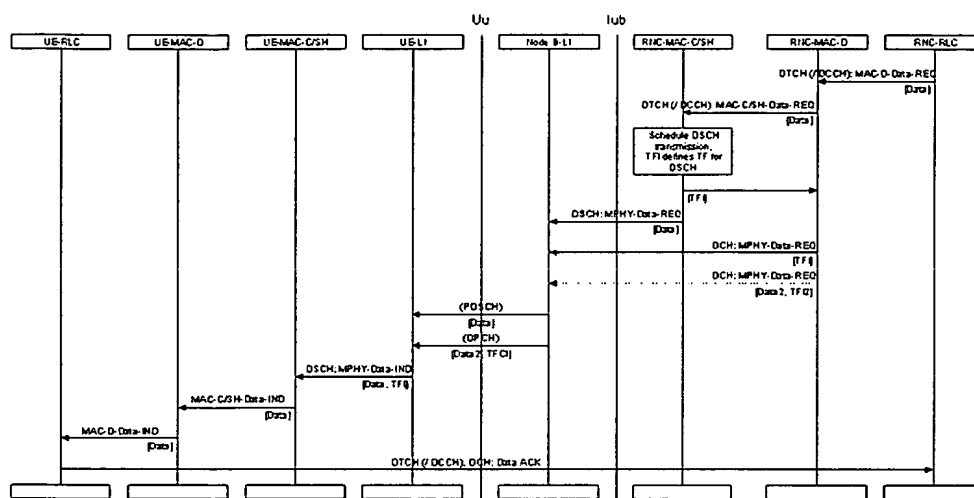 Uu
Iub
UE-RLC
UE-MAC-D
UE-MAC-C/SH
UE-L1
Node B-L1
RNC-MAC-C/SH
RNC-MAC-D
RNC-RLC
DTCH (/ DCCH): MAC-D-Data-REQ
[Data]
DTCH (/ DCCH): MAC-C/SH-Data-REQ
[Data]
Schedule DSCH
transmission,
TFI defines TF for
DSCH
[TFI]
DSCH: MPHY-Data-REQ
[Data]
DCH: MPHY-Data-REQ
[TFI]
DCH: MPHY-Data-REQ
[Data2, TFI2]
(PDSCH)
[Data]
(DPCH)
[Data2, TFCI]
DSCH: MPHY-Data-IND
[Data, TFI]
MAC-C/SH-Data-IND
[Data]
MAC-D-Data-IND
[Data]
DTCH (/ DCCH): DCH: Data ACK